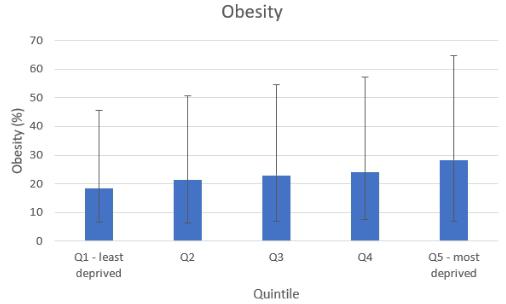 Obesity
70
60
50
40
30
20
10
0
Obesity (%)
Q1 - least deprived
Q2
Q3
Q4
Q5 - most deprived
Quintile